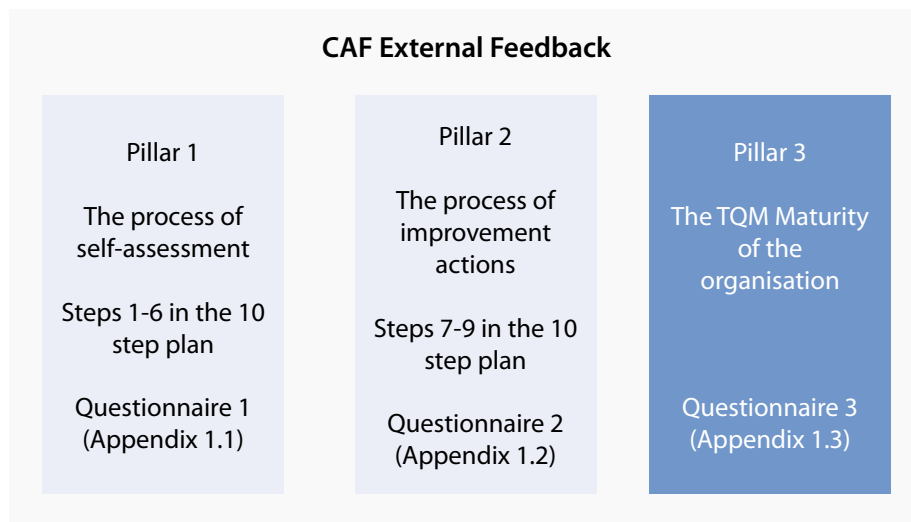 CAF External Feedback
Pillar 1
The process of
self-assessment
Steps 1-6 in the 10
step plan
Questionnaire 1
(Appendix 1.1)
Pillar 2
The process of
improvement
actions
Steps 7-9 in the 10
step plan
Questionnaire 2
(Appendix 1.2)
Pillar 3
The TQM Maturity
of the
organisation
Questionnaire 3
(Appendix 1.3)